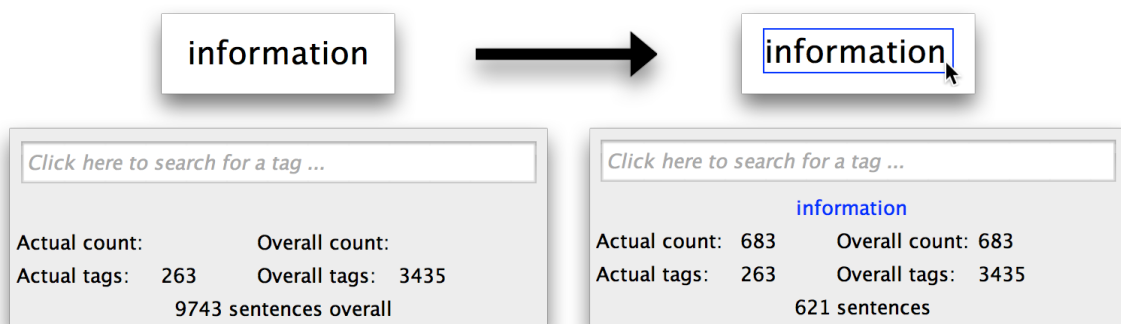 information
information
Click here to search for a tag ...
Actual count: Overall count:
Actual tags: 263 Overall tags: 3435
9743 sentences overall
Click here to search for a tag ...
information
Actual count: 683 Overall count: 683
Actual tags: 263 Overall tags: 3435
621 sentences